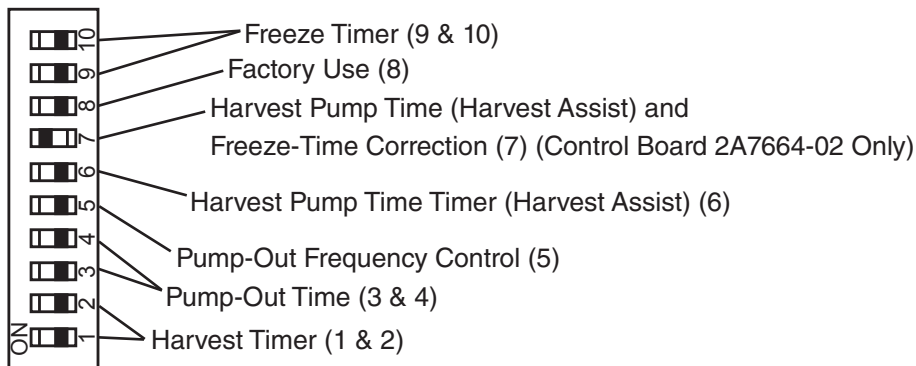 10
Freeze Timer (9 & 10)
9
Factory Use (8)
8
Harvest Pump Time (Harvest Assist) and
7
Freeze-Time Correction (7) (Control Board 2A7664-02 Only)
6
Harvest Pump Time Timer (Harvest Assist) (6)
5
Pump-Out Frequency Control (5)
4
3
Pump-Out Time (3 & 4)
2
Harvest Timer (1 & 2)
1
ON